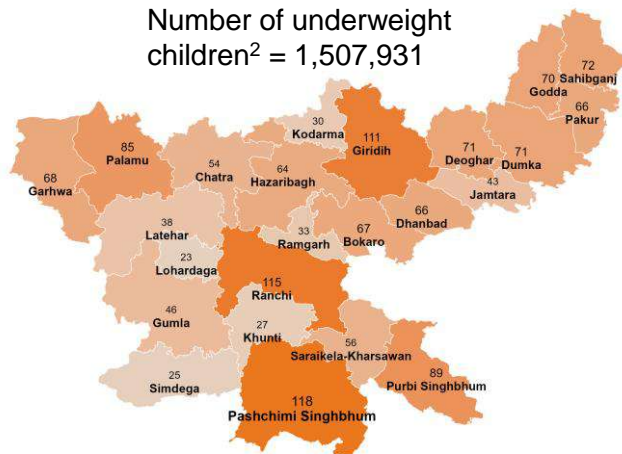 Number of underweight
children² = 1,507,931
72
Sahibganj
70
Godda
66
Pakur
30
Kodarma
111
Giridih
71
Deoghar
71
Dumka
85
Palamu
54
Chatra
64
Hazaribagh
68
Garhwa
43
Jamtara
66
Dhanbad
67
Bokaro
38
Latehar
33
Ramgarh
23
Lohardaga
115
Ranchi
46
Gumla
27
Khunti
56
Saraikela-Kharsawan
25
Simdega
89
Purbi Singhbhum
118
Pashchimi Singhbhum